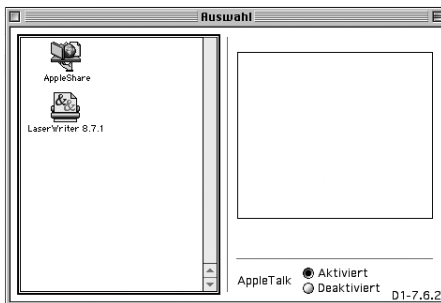 Auswahl
AppleShare
LaserWriter 8.7.1
AppleTalk
Aktiviert
Deaktiviert
D1-7.6.2